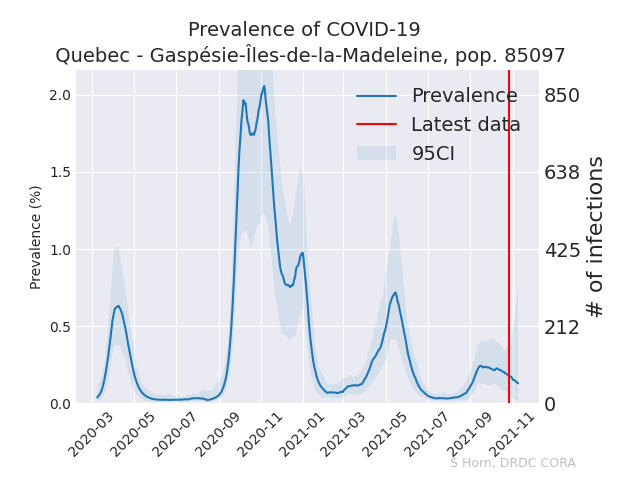 Prevalence of COVID-19
Quebec - Gaspésie-Îles-de-la-Madeleine, pop. 85097
Prevalence
Latest data
95CI
Prevalence (%)
2.0
1.5
1.0
0.5
0.0
# of infections
850
638
425
212
0
2020-03
2020-05
2020-07
2020-09
2020-11
2021-01
2021-03
2021-05
2021-07
2021-09
2021-11
S Horn, DRDC CORA